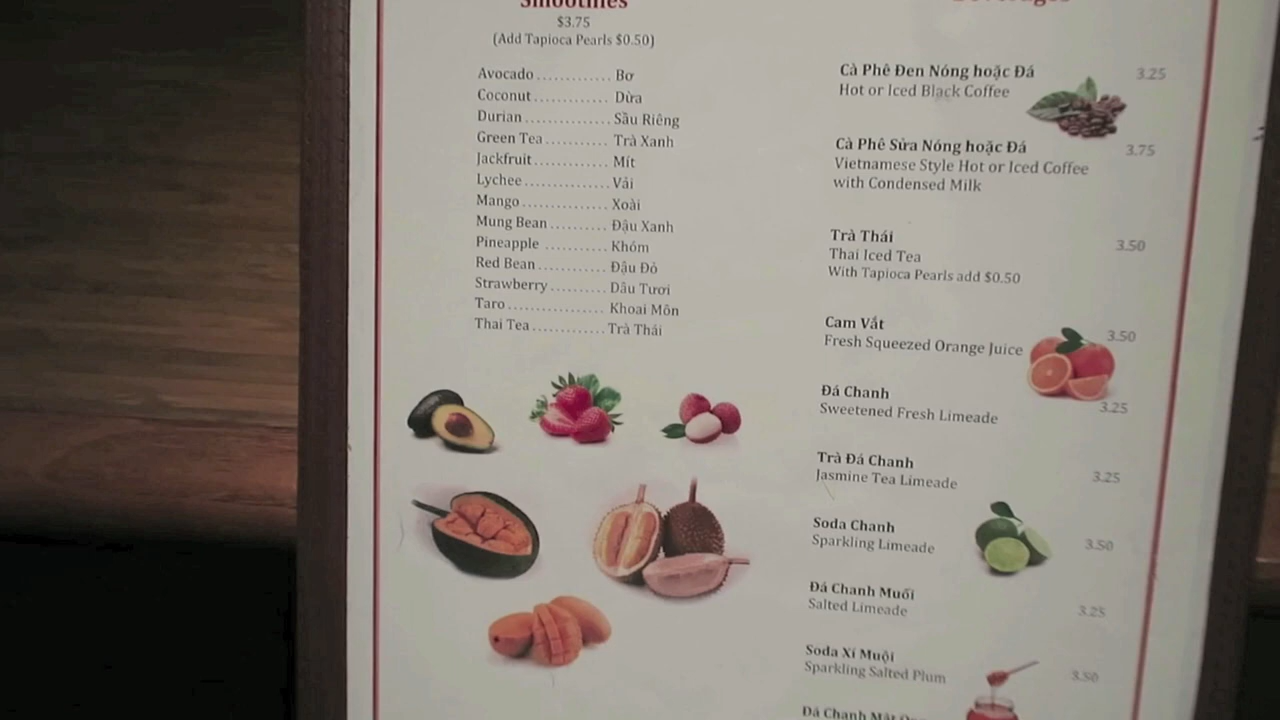 Smoothies
$3.75
(Add Tapioca Pearls $0.50)
Avocado ............ Bơ
Coconut ............ Dừa
Durian ............. Sầu Riêng
Green Tea .......... Trà Xanh
Jackfruit ............ Mít
Lychee ............. Vải
Mango .............. Xoài
Mung Bean ......... Đậu Xanh
Pineapple .......... Khóm
Red Bean ........... Đậu Đỏ
Strawberry ......... Dâu Tươi
Taro ................ Khoai Môn
Thai Tea ............ Trà Thái
Beverages
Cà Phê Đen Nóng hoặc Đá 3.25
Hot or Iced Black Coffee
Cà Phê Sửa Nóng hoặc Đá 3.75
Vietnamese Style Hot or Iced Coffee
with Condensed Milk
Trà Thái 3.50
Thai Iced Tea
With Tapioca Pearls add $0.50
Cam Vắt 3.50
Fresh Squeezed Orange Juice
Đá Chanh 3.25
Sweetened Fresh Limeade
Trà Đá Chanh 3.25
Jasmine Tea Limeade
Soda Chanh 3.50
Sparkling Limeade
Đá Chanh Muối 3.25
Salted Limeade
Soda Xí Muội 3.50
Sparkling Salted Plum
Đá Chanh Mật